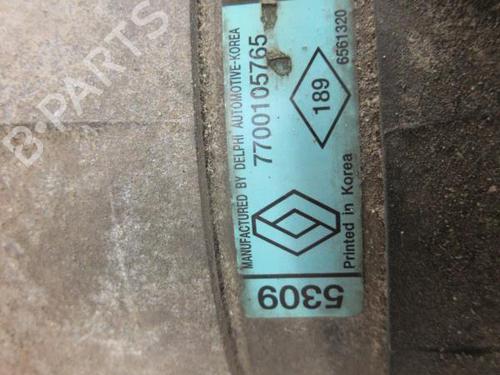 MANUFACTURED BY DELPHI AUTOMOTIVE-KOREA
7700105765
189
6561320
Printed in Korea
5309
B-PARTS